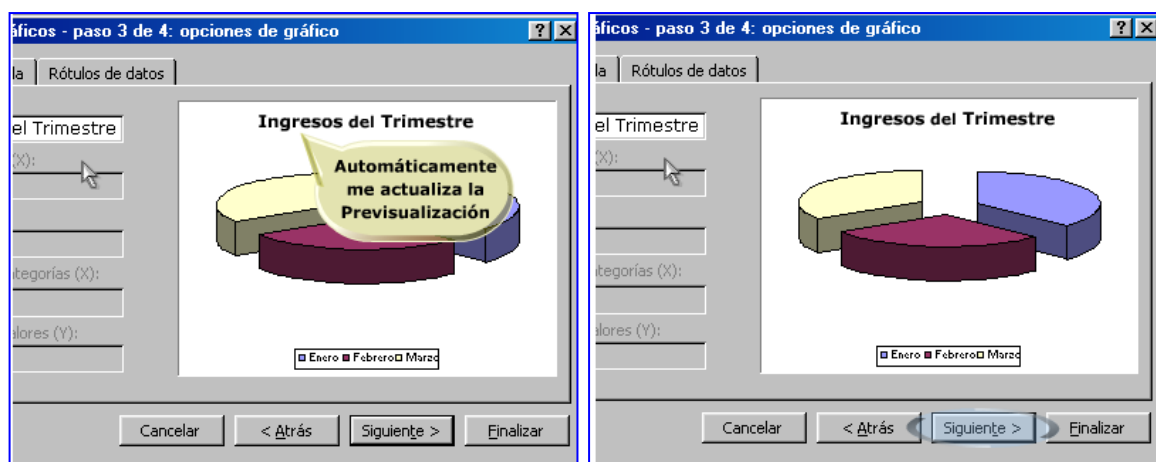 áficos - paso 3 de 4: opciones de gráfico
la Rótulos de datos
el Trimestre
(X):
ategorías (X):
alores (Y):
Ingresos del Trimestre
Automáticamente
me actualiza la
Previsualización
Enero Febrero Marzo
Cancelar < Atrás Siguiente > Finalizar
áficos - paso 3 de 4: opciones de gráfico
la Rótulos de datos
el Trimestre
(X):
ategorías (X):
alores (Y):
Ingresos del Trimestre
Enero Febrero Marzo
Cancelar < Atrás Siguiente > Finalizar